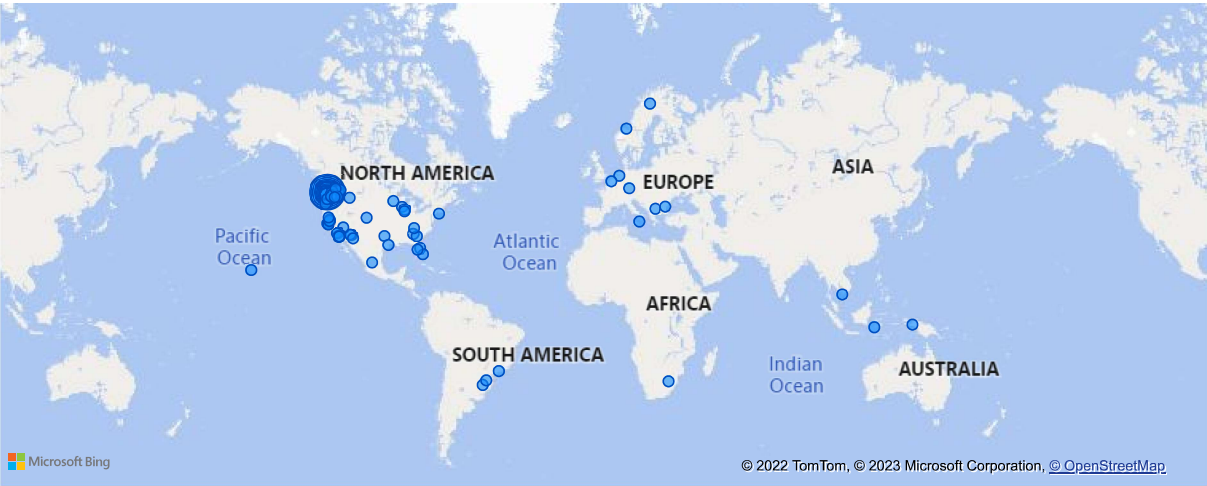 NORTH AMERICA
ASIA
EUROPE
Pacific
Ocean
Atlantic
Ocean
AFRICA
SOUTH AMERICA
Indian
Ocean
AUSTRALIA
Microsoft Bing
© 2022 TomTom, © 2023 Microsoft Corporation, © OpenStreetMap